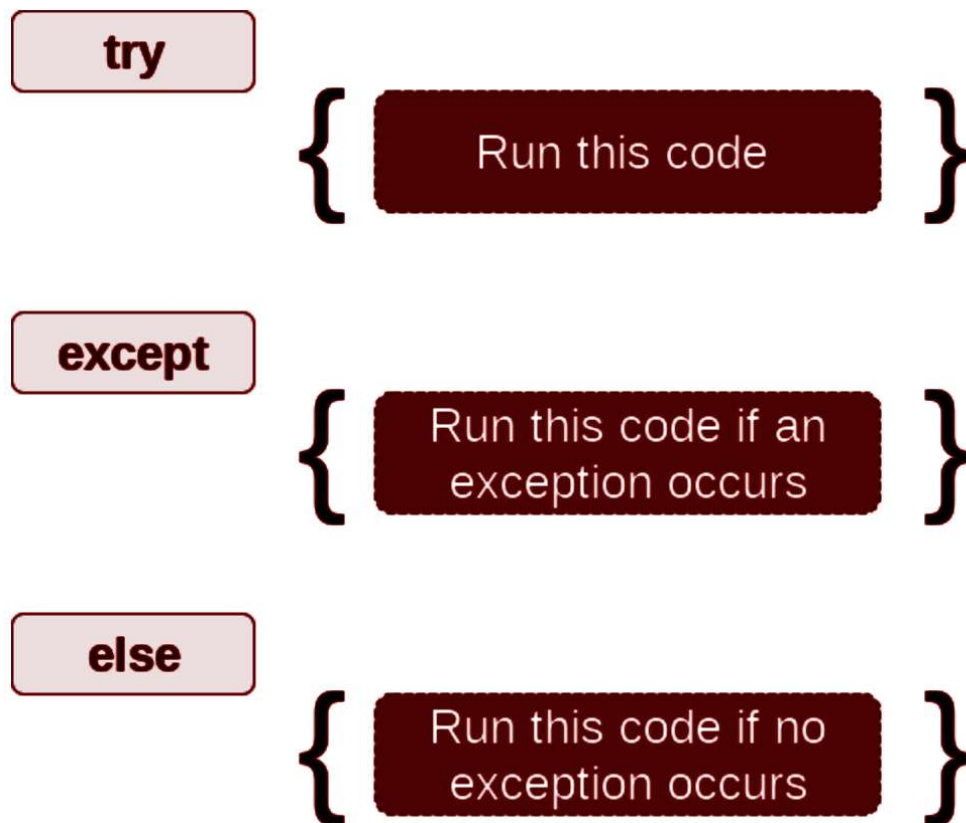 try
{ Run this code }
except
{ Run this code if an
exception occurs }
else
{ Run this code if no
exception occurs }